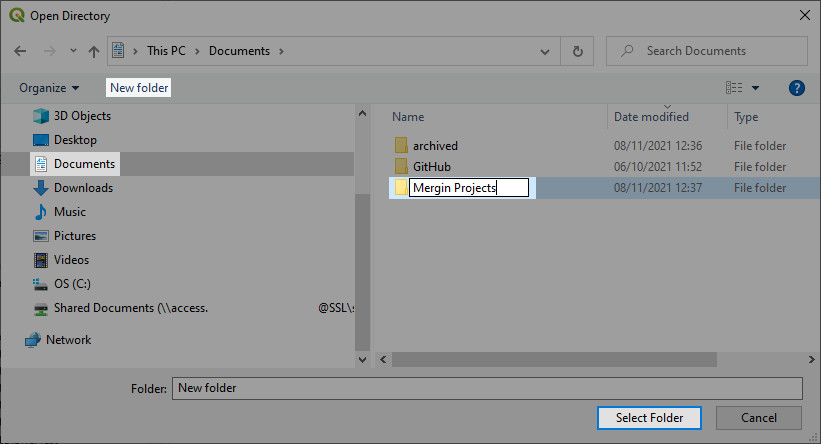 Open Directory
This PC > Documents >
Search Documents
Organize
New folder
?
3D Objects
Desktop
Documents
Downloads
Music
Pictures
Videos
OS (C:)
Shared Documents (\\access. @SSL\s
Network
Name Date modified Type
archived 08/11/2021 12:36 File folder
GitHub 06/10/2021 11:52 File folder
Mergin Projects 08/11/2021 12:37 File folder
Folder: New folder
Select Folder
Cancel